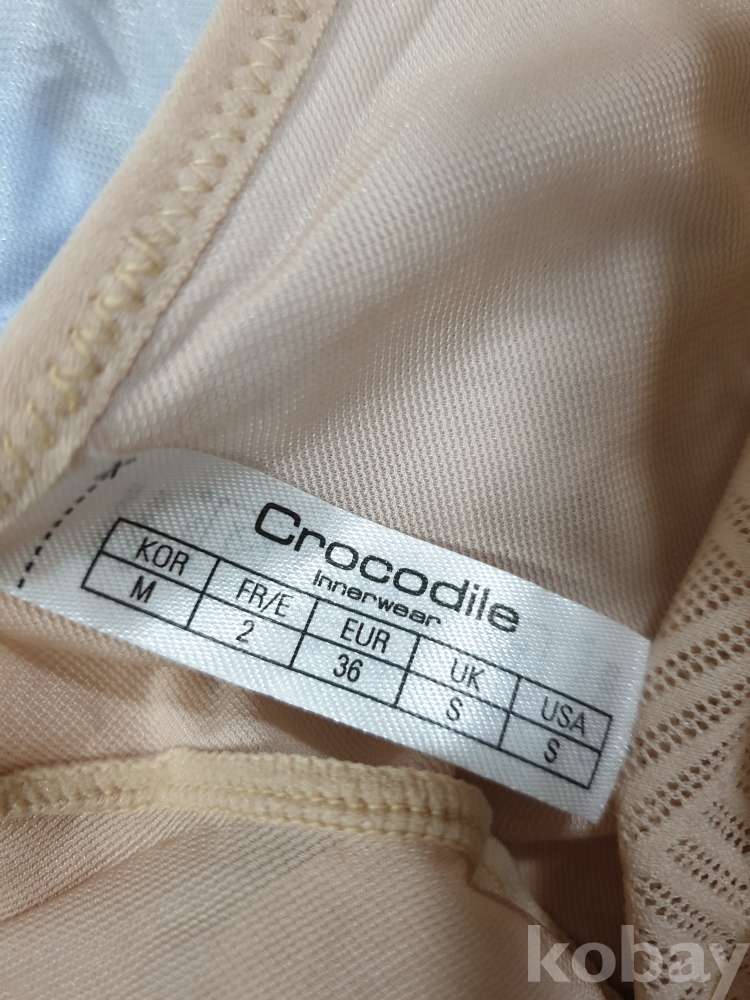 Crocodile
Innerwear
KOR FR/E EUR UK USA
M 2 36 S S
kobay